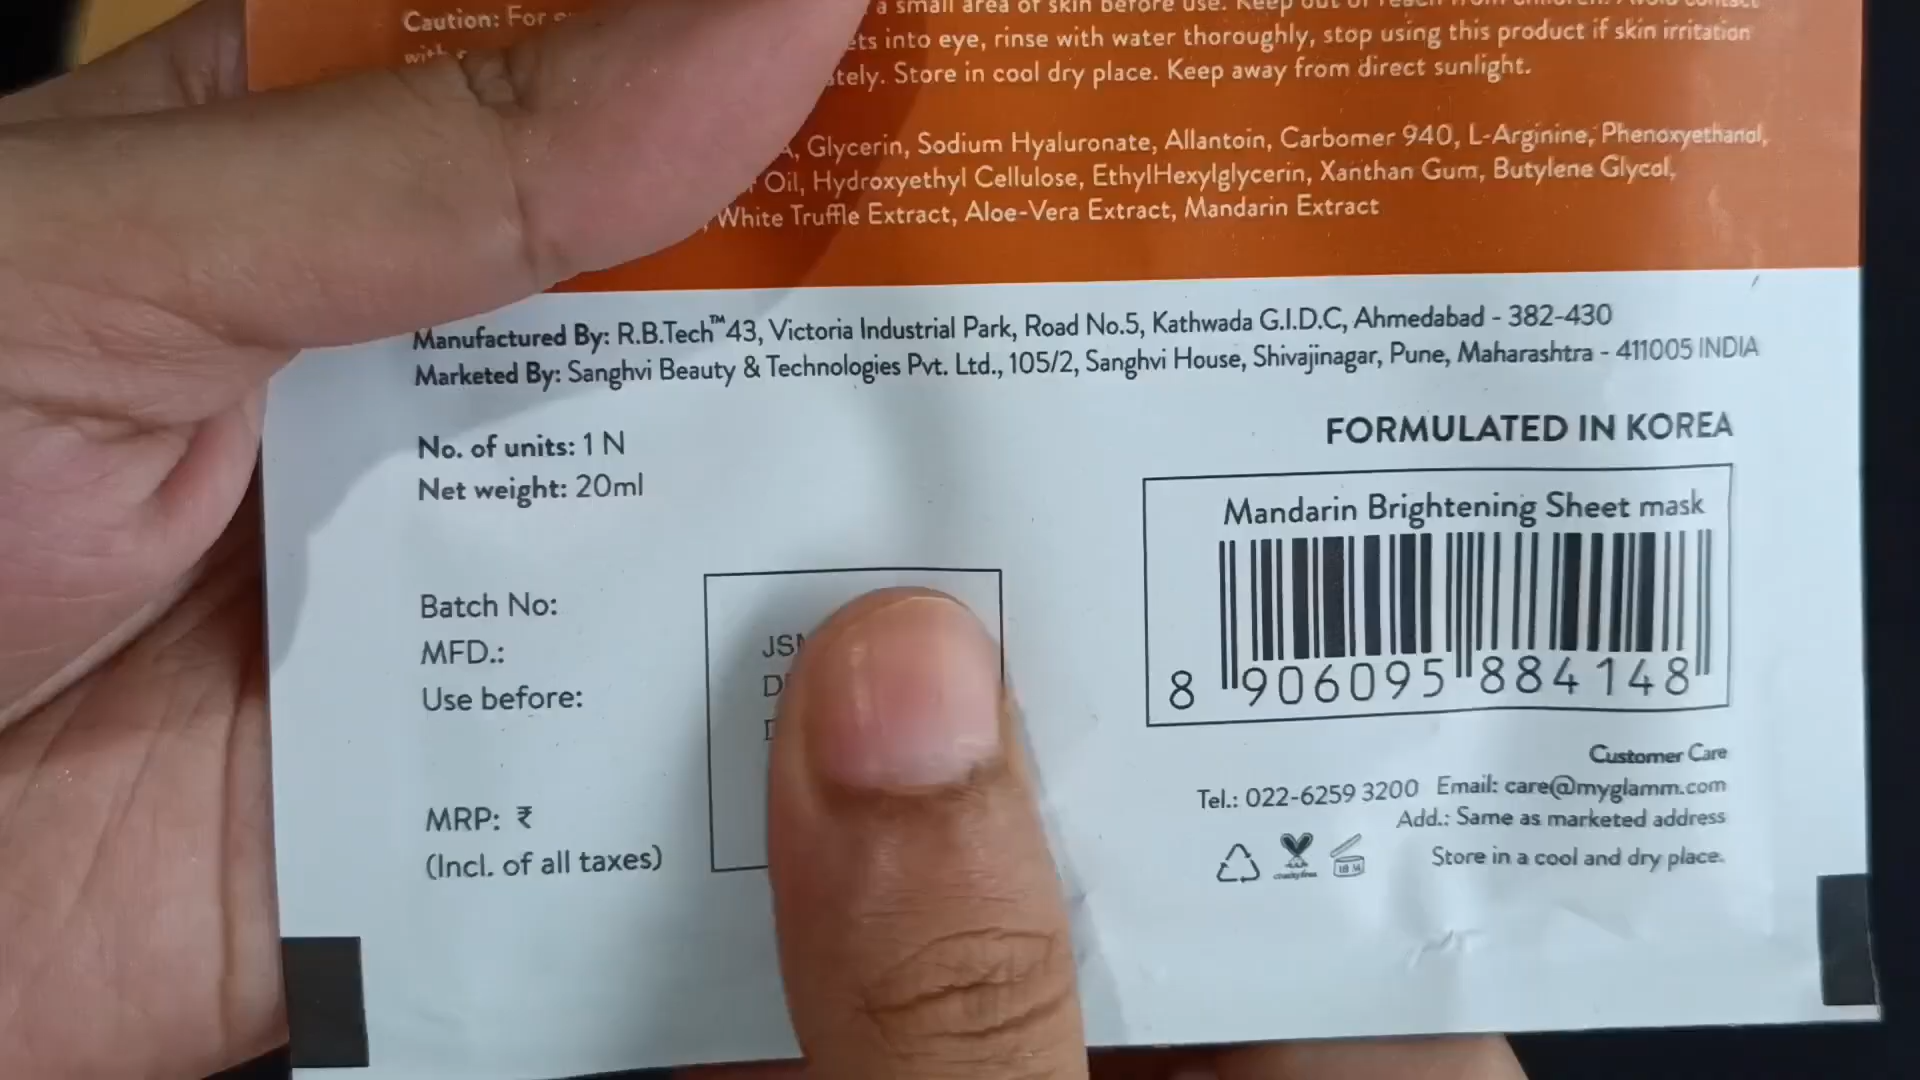 Caution: For
a small area of skin before use. Keep out of reach from children. Avoid contact
with
ets into eye, rinse with water thoroughly, stop using this product if skin irritation
tely. Store in cool dry place. Keep away from direct sunlight.
Glycerin, Sodium Hyaluronate, Allantoin, Carbomer 940, L-Arginine, Phenoxyethanol,
Oil, Hydroxyethyl Cellulose, EthylHexylglycerin, Xanthan Gum, Butylene Glycol,
White Truffle Extract, Aloe-Vera Extract, Mandarin Extract
Manufactured By: R.B.Tech™43, Victoria Industrial Park, Road No.5, Kathwada G.I.D.C, Ahmedabad - 382-430
Marketed By: Sanghvi Beauty & Technologies Pvt. Ltd., 105/2, Sanghvi House, Shivajinagar, Pune, Maharashtra - 411005 INDIA
No. of units: 1 N
Net weight: 20ml
FORMULATED IN KOREA
Mandarin Brightening Sheet mask
8 906095 884148
Batch No:
MFD.:
Use before:
JSM
MRP: ₹
(Incl. of all taxes)
Customer Care
Tel.: 022-6259 3200 Email: care@myglamm.com
Add.: Same as marketed address
Store in a cool and dry place.
cruelty free
18 M